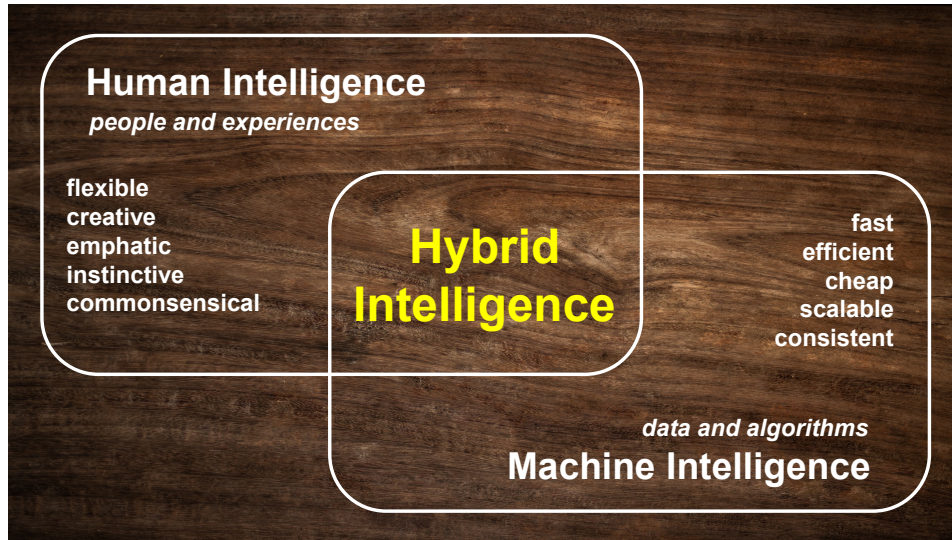 Human Intelligence
people and experiences
flexible
creative
emphatic
instinctive
commonsensical
Hybrid
Intelligence
fast
efficient
cheap
scalable
consistent
data and algorithms
Machine Intelligence